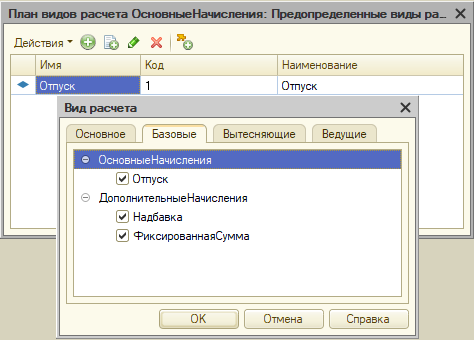 План видов расчета ОсновныеНачисления: Предопределенные виды ра...
Действия
Имя Код Наименование
Отпуск 1 Отпуск
Вид расчета
Основное Базовые Вытесняющие Ведущие
ОсновныеНачисления
Отпуск
ДополнительныеНачисления
Надбавка
ФиксированнаяСумма
OK Отмена Справка